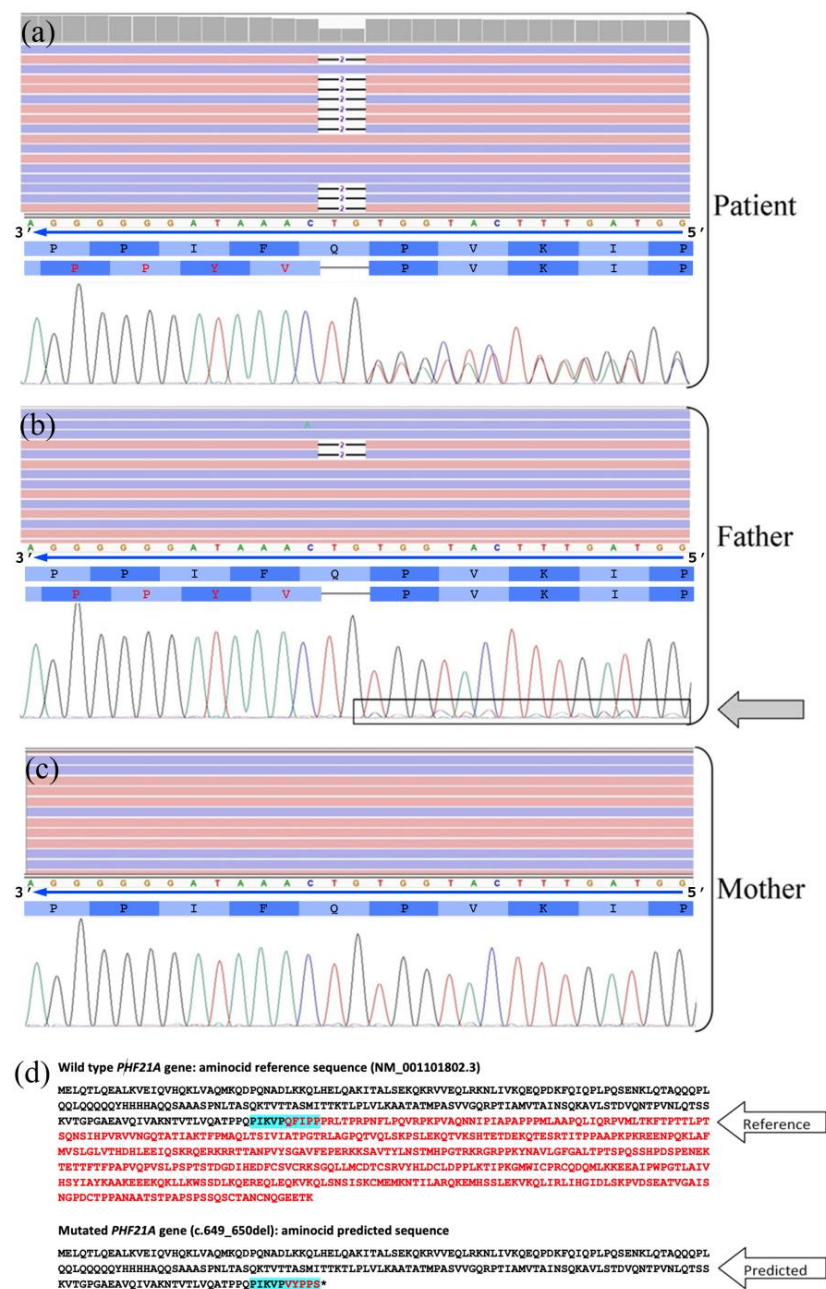 (a)
2
2
2
2
2
2
2
2
2
2
A G G G G G G A T A A A C T G T G G T A C T T T G A T G G
3' 5'
P P I F Q P V K I P
P P Y V P V K I P
Patient
(b)
A
2
2
A G G G G G G A T A A A C T G T G G T A C T T T G A T G G
3' 5'
P P I F Q P V K I P
P P Y V P V K I P
Father
(c)
A G G G G G G A T A A A C T G T G G T A C T T T G A T G G
3' 5'
P P I F Q P V K I P
Mother
(d)
Wild type PHF21A gene: aminocid reference sequence (NM_001101802.3)
MELQTLQEALKVEIQVHQKLVAQMKQDPQNADLKKQLHELQAKITALSEKQKRVVEQLRKNLIVKQEQPDKFQIQPLPQSENKLQTAQQQPL
QQLQQQQQYHHHHAQQSAAASPNLTASQKTVTTASMITTKTLPLVLKAATATMPASVVGQRPTIAMVTAINSQKAVLSTDVQNTPVNLQTSS
KVTGPGAEAVQIVAKNTVTLVQATPPQPIKVPQFIPPPRLTPRPNFLPQVRPKPVAQNNIPIAPAPPPMLAAPQLIQRPVMLTKFTPTTLPT
SQNSIHPVRVVNGQTATIAKTFPMAQLTSIVIATPGTRLAGPQTVQLSKPSLEKQTVKSHTETDEKQTESRTITPPAAPKPKREENPQKLAF
MVSLGLVTHDHLEEIQSKRQERKRRTTANPVYSGAVFEPERKKSAVTYLNSTMHPGTRKRGRPPKYNAVLGFGALTPTSPQSSHPDSPENEK
TETTFTFPAPVQPVSLPSPTSTDGDIHEDFCSVCRKSGQLLMCDTCSRVYHLDCLDPPLKTIPKGMWICPRCQDQMLKKEEAIPWPGTLAIV
HSYIAYKAAKEEEKQKLLKWSSDLKQEREQLEQKVKQLSNSISKCMEMKNTILARQKEMHSSLEKVKQLIRLIHGIDLSKPVDSEATVGAIS
NGPDCTPPANAATSTPAPSPSSQSCTANCNQGEETK
Reference
Mutated PHF21A gene (c.649_650del): aminocid predicted sequence
MELQTLQEALKVEIQVHQKLVAQMKQDPQNADLKKQLHELQAKITALSEKQKRVVEQLRKNLIVKQEQPDKFQIQPLPQSENKLQTAQQQPL
QQLQQQQQYHHHHAQQSAAASPNLTASQKTVTTASMITTKTLPLVLKAATATMPASVVGQRPTIAMVTAINSQKAVLSTDVQNTPVNLQTSS
KVTGPGAEAVQIVAKNTVTLVQATPPQPIKVPVYPPS*
Predicted